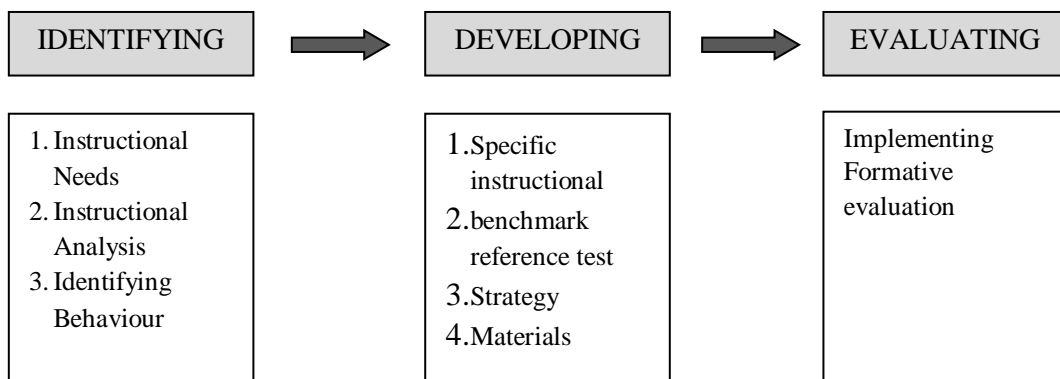 IDENTIFYING
DEVELOPING
EVALUATING
1. Instructional
Needs
2. Instructional
Analysis
3. Identifying
Behaviour
1.Specific
instructional
2.benchmark
reference test
3.Strategy
4.Materials
Implementing
Formative
evaluation